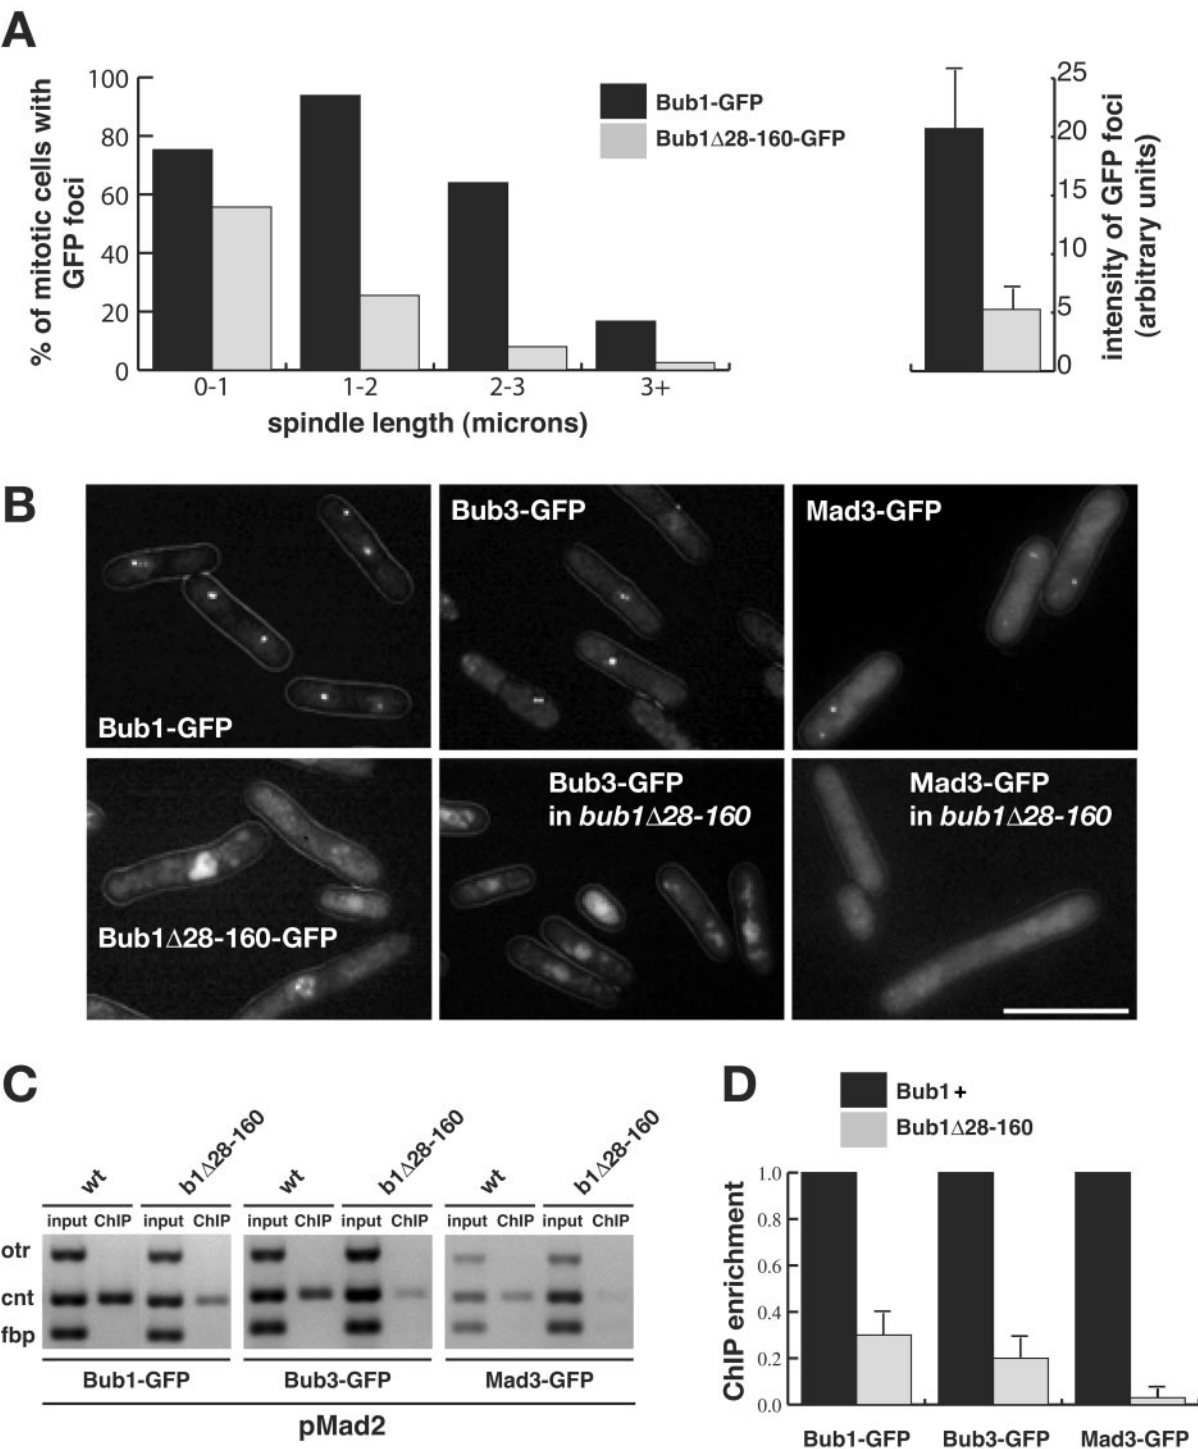 A
% of mitotic cells with
GFP foci
100
80
60
40
20
0
0-1
1-2
2-3
3+
spindle length (microns)
Bub1-GFP
Bub1Δ28-160-GFP
25
20
15
10
5
0
intensity of GFP foci
(arbitrary units)
B
Bub1-GFP
Bub3-GFP
Mad3-GFP
Bub1Δ28-160-GFP
Bub3-GFP
in bub1Δ28-160
Mad3-GFP
in bub1Δ28-160
C
wt
b1Δ28-160
wt
b1Δ28-160
wt
b1Δ28-160
input ChIP input ChIP input ChIP input ChIP input ChIP input ChIP
otr
cnt
fbp
Bub1-GFP
Bub3-GFP
Mad3-GFP
pMad2
D
Bub1+
Bub1Δ28-160
ChIP enrichment
1.0
0.8
0.6
0.4
0.2
0.0
Bub1-GFP
Bub3-GFP
Mad3-GFP